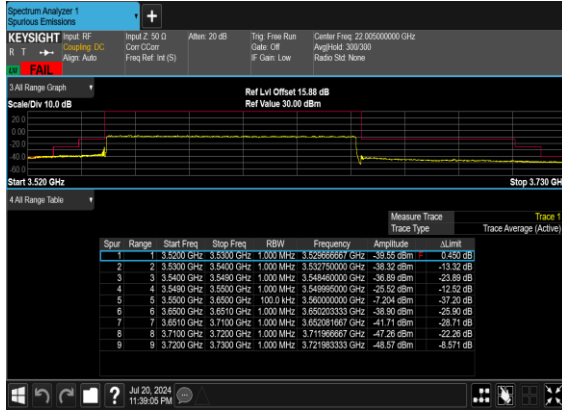 Spectrum Analyzer 1
Spurious Emissions
+
KEYSIGHT Input: RF Input Z: 50 Ω Atten: 20 dB Trig: Free Run Center Freq: 22.005000000 GHz
R T Coupling: DC Corr CCorr Gate: Off Avg|Hold: 300/300
Align: Auto Freq Ref: Int (S) IF Gain: Low Radio Std: None
FAIL
3 All Range Graph
Ref Lvl Offset 15.88 dB
Scale/Div 10.0 dB Ref Value 30.00 dBm
20.0
0.00
-20.0
-40.0
-60.0
Start 3.520 GHz Stop 3.730 GH
4 All Range Table
Measure Trace Trace 1
Trace Type Trace Average (Active)
Spur Range Start Freq Stop Freq RBW Frequency Amplitude ΔLimit
1 1 3.5200 GHz 3.5300 GHz 1.000 MHz 3.529666667 GHz -39.55 dBm F 0.450 dB
2 2 3.5300 GHz 3.5400 GHz 1.000 MHz 3.532750000 GHz -38.32 dBm -13.32 dB
3 3 3.5400 GHz 3.5490 GHz 1.000 MHz 3.548460000 GHz -36.89 dBm -23.89 dB
4 4 3.5490 GHz 3.5500 GHz 1.000 MHz 3.549995000 GHz -25.52 dBm -12.52 dB
5 5 3.5500 GHz 3.6500 GHz 100.0 kHz 3.560000000 GHz -7.204 dBm -37.20 dB
6 6 3.6500 GHz 3.6510 GHz 1.000 MHz 3.650203333 GHz -38.90 dBm -25.90 dB
7 7 3.6510 GHz 3.7100 GHz 1.000 MHz 3.652081667 GHz -41.71 dBm -28.71 dB
8 8 3.7100 GHz 3.7200 GHz 1.000 MHz 3.711966667 GHz -47.26 dBm -22.26 dB
9 9 3.7200 GHz 3.7300 GHz 1.000 MHz 3.721983333 GHz -48.57 dBm -8.571 dB
? Jul 20, 2024
11:39:05 PM